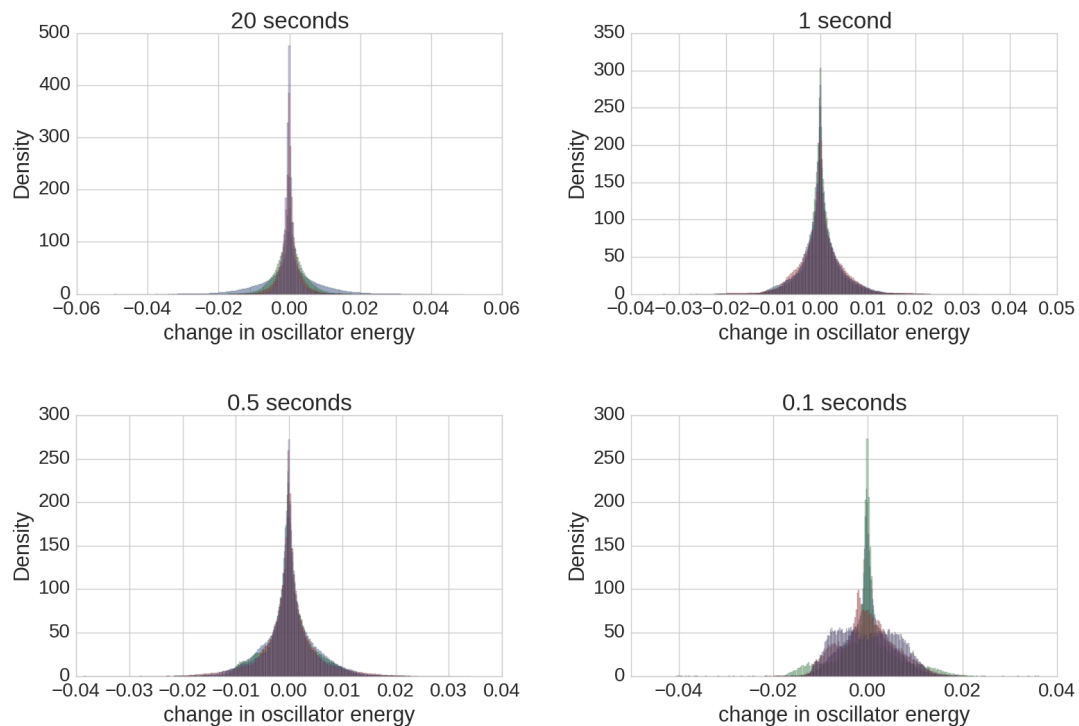 20 seconds
500
400
300
200
100
0
Density
−0.06 −0.04 −0.02 0.00 0.02 0.04 0.06
change in oscillator energy
1 second
350
300
250
200
150
100
50
0
Density
−0.04−0.03−0.02−0.01 0.00 0.01 0.02 0.03 0.04 0.05
change in oscillator energy
0.5 seconds
300
250
200
150
100
50
0
Density
−0.04 −0.03 −0.02 −0.01 0.00 0.01 0.02 0.03 0.04
change in oscillator energy
0.1 seconds
300
250
200
150
100
50
0
Density
−0.04 −0.02 0.00 0.02 0.04
change in oscillator energy